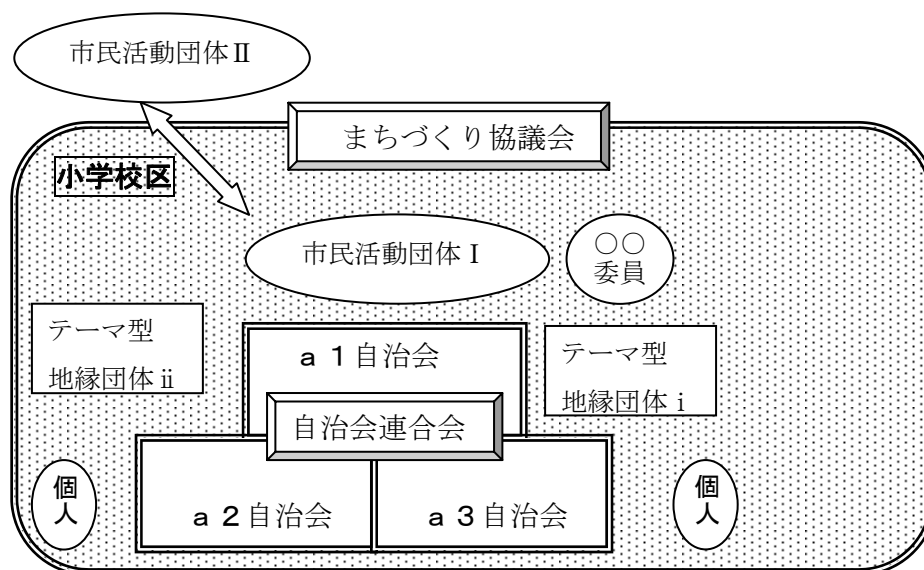 市民活動団体Ⅱ
まちづくり協議会
小学校区
市民活動団体Ⅰ
○○
委員
テーマ型
地縁団体ⅱ
a1自治会
テーマ型
地縁団体ⅰ
自治会連合会
a2自治会
a3自治会
個
人
個
人